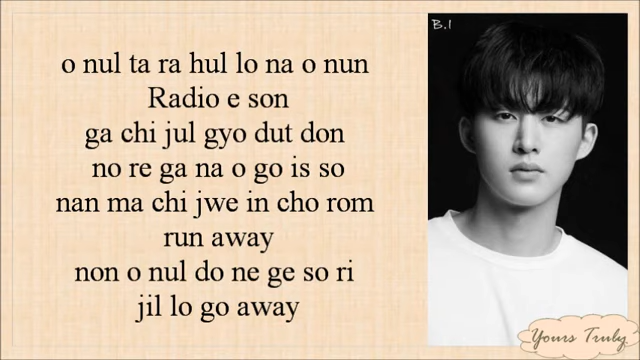 o nul ta ra hul lo na o nun
Radio e son
ga chi jul gyo dut don
no re ga na o go is so
nan ma chi jwe in cho rom
run away
non o nul do ne ge so ri
jil lo go away
B.I
Yours Truly